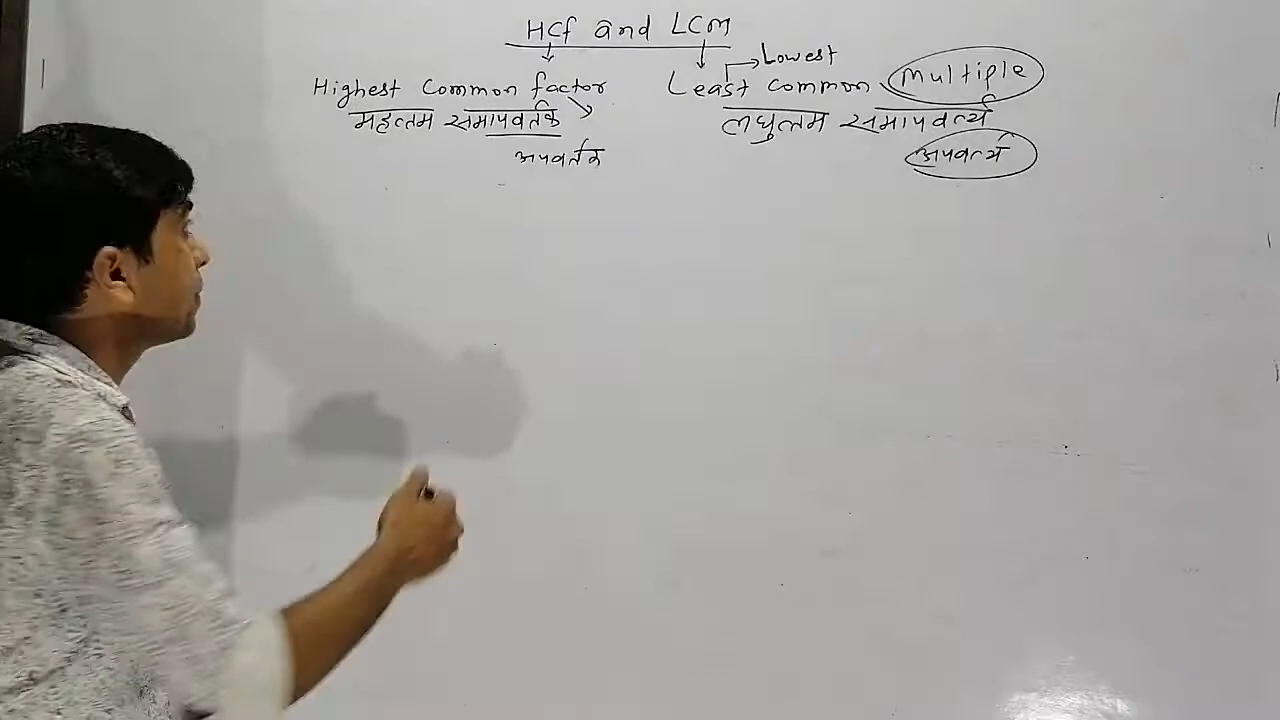 HCf and LCM
Lowest
Highest Common factor
Least Common Multiple
महत्तम समापवर्तक
लघुत्तम समापवर्त्य
अपवर्तक
अपवर्त्य